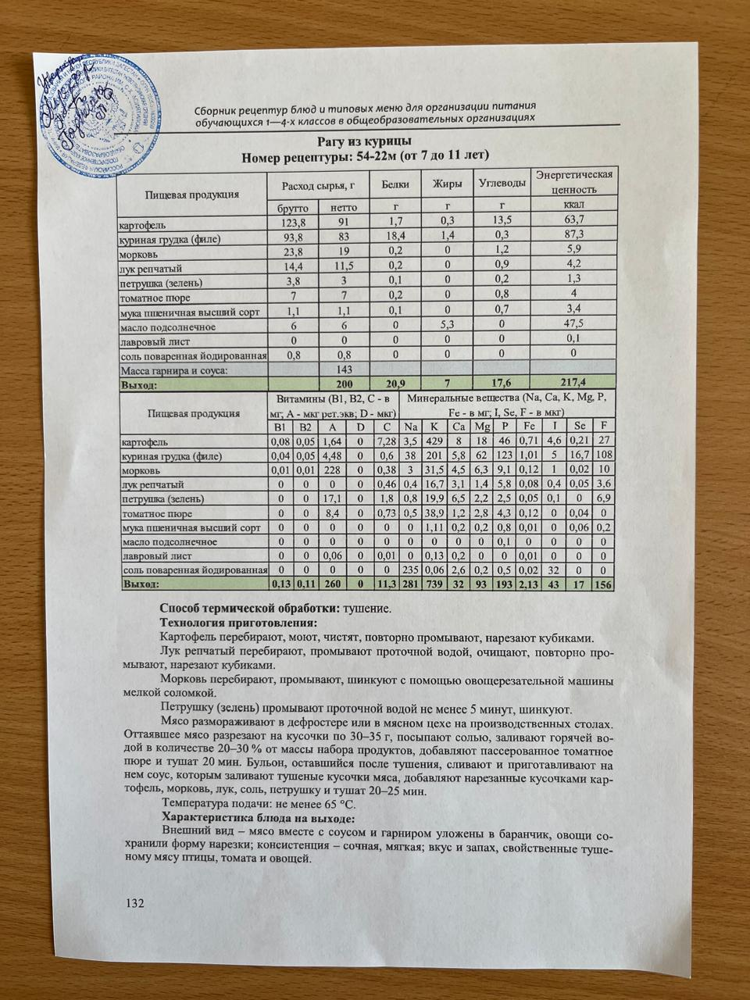 Сборник рецептур блюд и типовых меню для организации питания
обучающихся 1—4-х классов в общеобразовательных организациях
Рагу из курицы
Номер рецептуры: 54-22м (от 7 до 11 лет)
Пищевая продукция Расход сырья, г Белки Жиры Углеводы Энергетическая ценность
брутто нетто г г г ккал
картофель 123,8 91 1,7 0,3 13,5 63,7
куриная грудка (филе) 93,8 83 18,4 1,4 0,3 87,3
морковь 23,8 19 0,2 0 1,2 5,9
лук репчатый 14,4 11,5 0,2 0 0,9 4,2
петрушка (зелень) 3,8 3 0,1 0 0,2 1,3
томатное пюре 7 7 0,2 0 0,8 4
мука пшеничная высший сорт 1,1 1,1 0,1 0 0,7 3,4
масло подсолнечное 6 6 0 5,3 0 47,5
лавровый лист 0 0 0 0 0 0,1
соль поваренная йодированная 0,8 0,8 0 0 0 0
Масса гарнира и соуса: 143
Выход: 200 20,9 7 17,6 217,4
Пищевая продукция Витамины (B1, B2, C - в Минеральные вещества (Na, Ca, K, Mg, P,
мг; А - мкг рет.экв; D - мкг) Fe - в мг; I, Se, F - в мкг)
B1 B2 A D C Na K Ca Mg P Fe I Se F
картофель 0,08 0,05 1,64 0 7,28 3,5 429 8 18 46 0,71 4,6 0,21 27
куриная грудка (филе) 0,04 0,05 4,48 0 0,6 38 201 5,8 62 123 1,01 5 16,7 108
морковь 0,01 0,01 228 0 0,38 3 31,5 4,5 6,3 9,1 0,12 1 0,02 10
лук репчатый 0 0 0 0 0,46 0,4 16,7 3,1 1,4 5,8 0,08 0,4 0,05 3,6
петрушка (зелень) 0 0 17,1 0 1,8 0,8 19,9 6,5 2,2 2,5 0,05 0,1 0 6,9
томатное пюре 0 0 8,4 0 0,73 0,5 38,9 1,2 2,8 4,3 0,12 0 0,04 0
мука пшеничная высший сорт 0 0 0 0 0 0 1,11 0,2 0,2 0,8 0,01 0 0,06 0,2
масло подсолнечное 0 0 0 0 0 0 0 0 0 0,1 0 0 0 0
лавровый лист 0 0 0,06 0 0,01 0 0,13 0,2 0 0 0,01 0 0 0
соль поваренная йодированная 0 0 0 0 0 235 0,06 2,6 0,2 0,5 0,02 32 0 0
Выход: 0,13 0,11 260 0 11,3 281 739 32 93 193 2,13 43 17 156
Способ термической обработки: тушение.
Технология приготовления:
Картофель перебирают, моют, чистят, повторно промывают, нарезают кубиками.
Лук репчатый перебирают, промывают проточной водой, очищают, повторно про-
мывают, нарезают кубиками.
Морковь перебирают, промывают, шинкуют с помощью овощерезательной машины
мелкой соломкой.
Петрушку (зелень) промывают проточной водой не менее 5 минут, шинкуют.
Мясо размораживают в дефростере или в мясном цехе на производственных столах.
Оттаявшее мясо разрезают на кусочки по 30–35 г, посыпают солью, заливают горячей во-
дой в количестве 20–30 % от массы набора продуктов, добавляют пассерованное томатное
пюре и тушат 20 мин. Бульон, оставшийся после тушения, сливают и приготавливают на
нем соус, которым заливают тушеные кусочки мяса, добавляют нарезанные кусочками кар-
тофель, морковь, лук, соль, петрушку и тушат 20–25 мин.
Температура подачи: не менее 65 °С.
Характеристика блюда на выходе:
Внешний вид – мясо вместе с соусом и гарниром уложены в баранчик, овощи со-
хранили форму нарезки; консистенция – сочная, мягкая; вкус и запах, свойственные туше-
ному мясу птицы, томата и овощей.
132